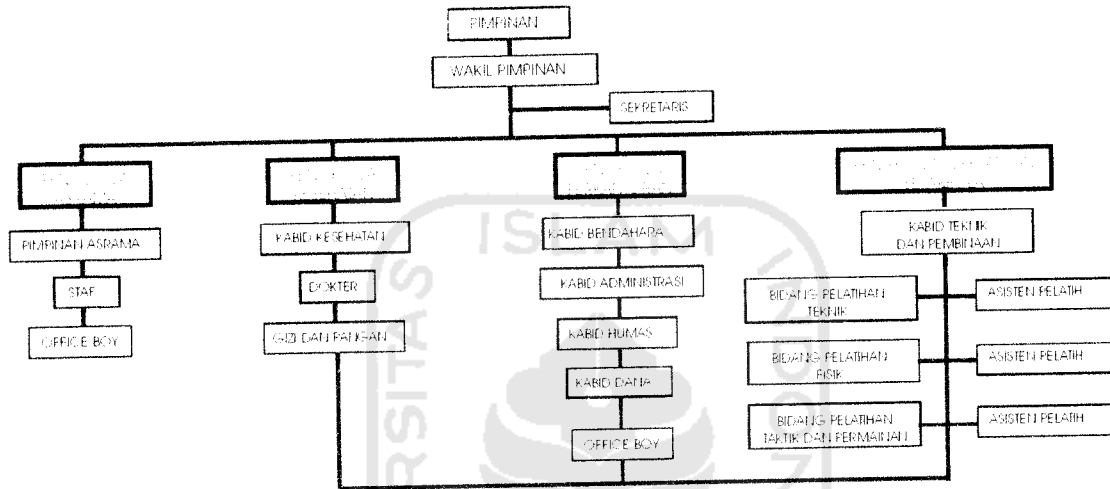 PIMPINAN
WAKIL PIMPINAN
SEKRETARIS
PIMPINAN ASRAMA
STAF
OFFICE BOY
KABID KESEHATAN
DOKTER
GIZI DAN PANGAN
KABID BENDAHARA
KABID ADMINISTRASI
KABID HUMAS
KABID DANA
OFFICE BOY
KABID TEKNIK
DAN PEMBINAAN
BIDANG PELATIHAN
TEKNIK
ASISTEN PELATIH
BIDANG PELATIHAN
FISIK
ASISTEN PELATIH
BIDANG PELATIHAN
TAKTIK DAN PERMAINAN
ASISTEN PELATIH
ISLAM